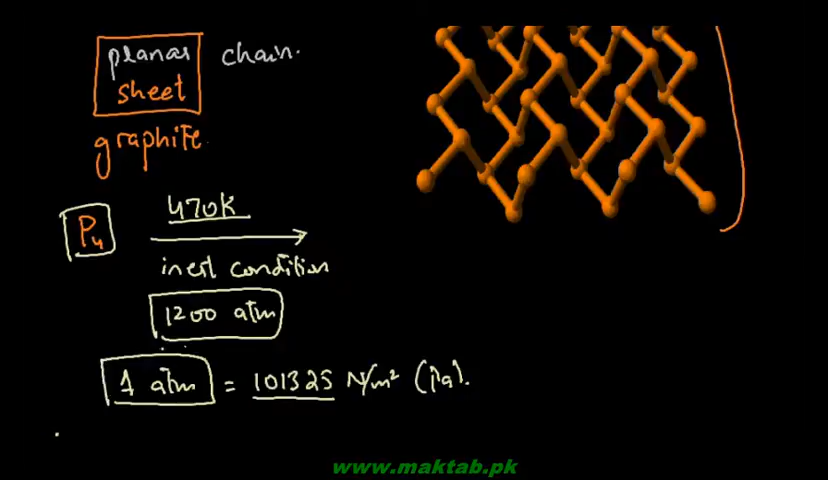 planar chain.
sheet
graphite
470K
P4
inert condition
1200 atm
1 atm = 101325 N/m² (Pa).
www.maktab.pk